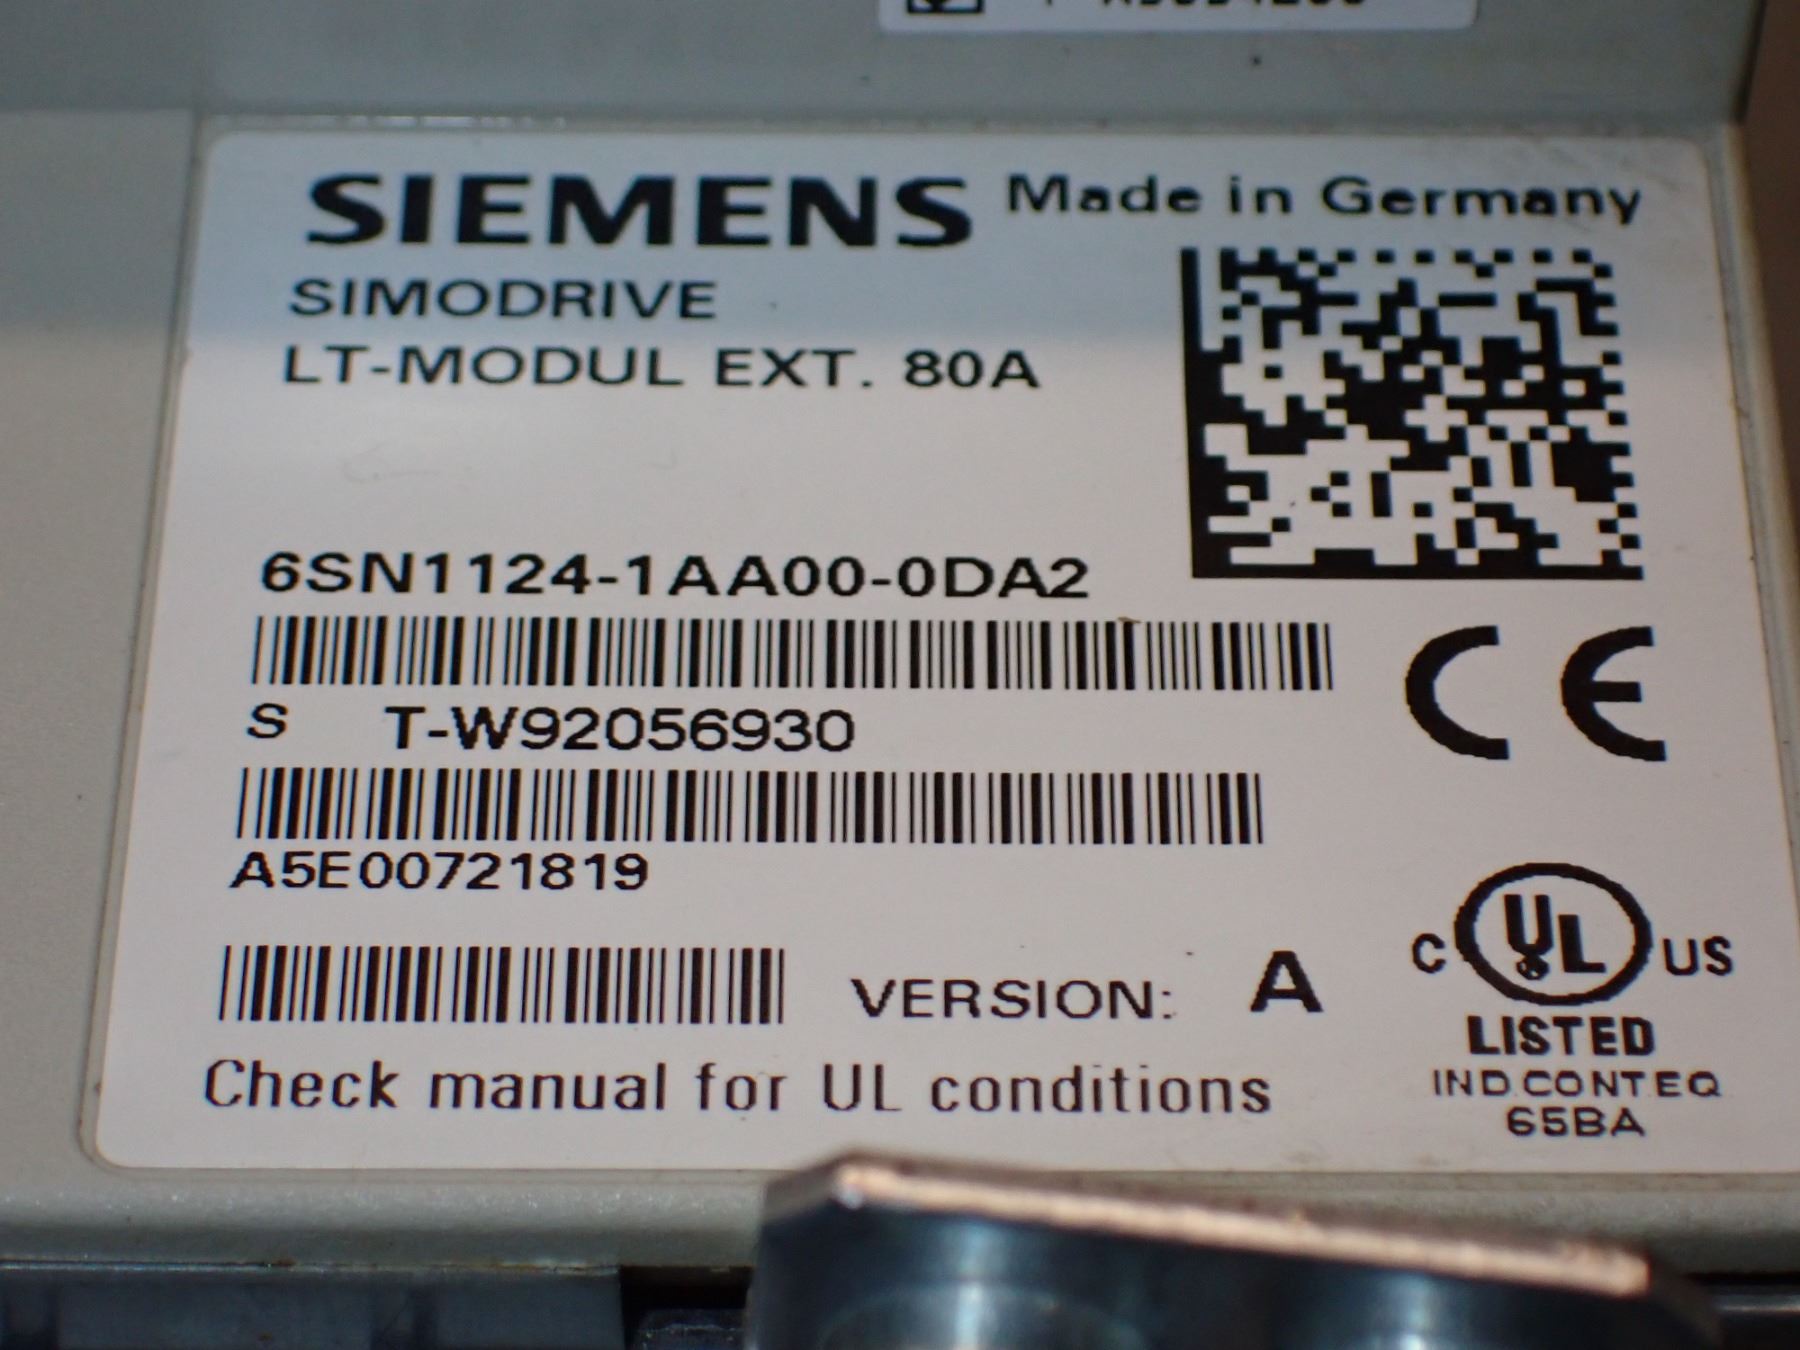 SIEMENS Made in Germany
SIMODRIVE
LT-MODUL EXT. 80A
6SN1124-1AA00-0DA2
S T-W92056930
A5E00721819
VERSION: A
Check manual for UL conditions
CE
C UL US
LISTED
IND.CONT.EQ
65BA